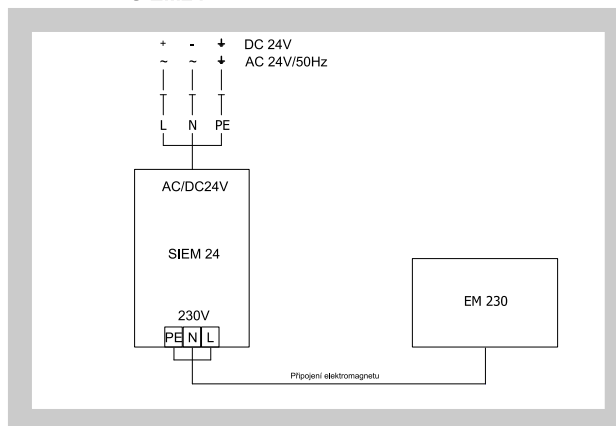 + - ⏚ DC 24V
~ ~ ⏚ AC 24V/50Hz
L N PE
AC/DC24V
SIEM 24
230V
PE N L
EM 230
Připojení elektromagnetu